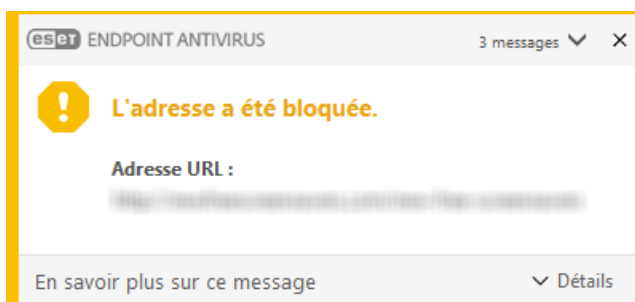 eset ENDPOINT ANTIVIRUS 3 messages
L'adresse a été bloquée.
Adresse URL :
En savoir plus sur ce message Détails